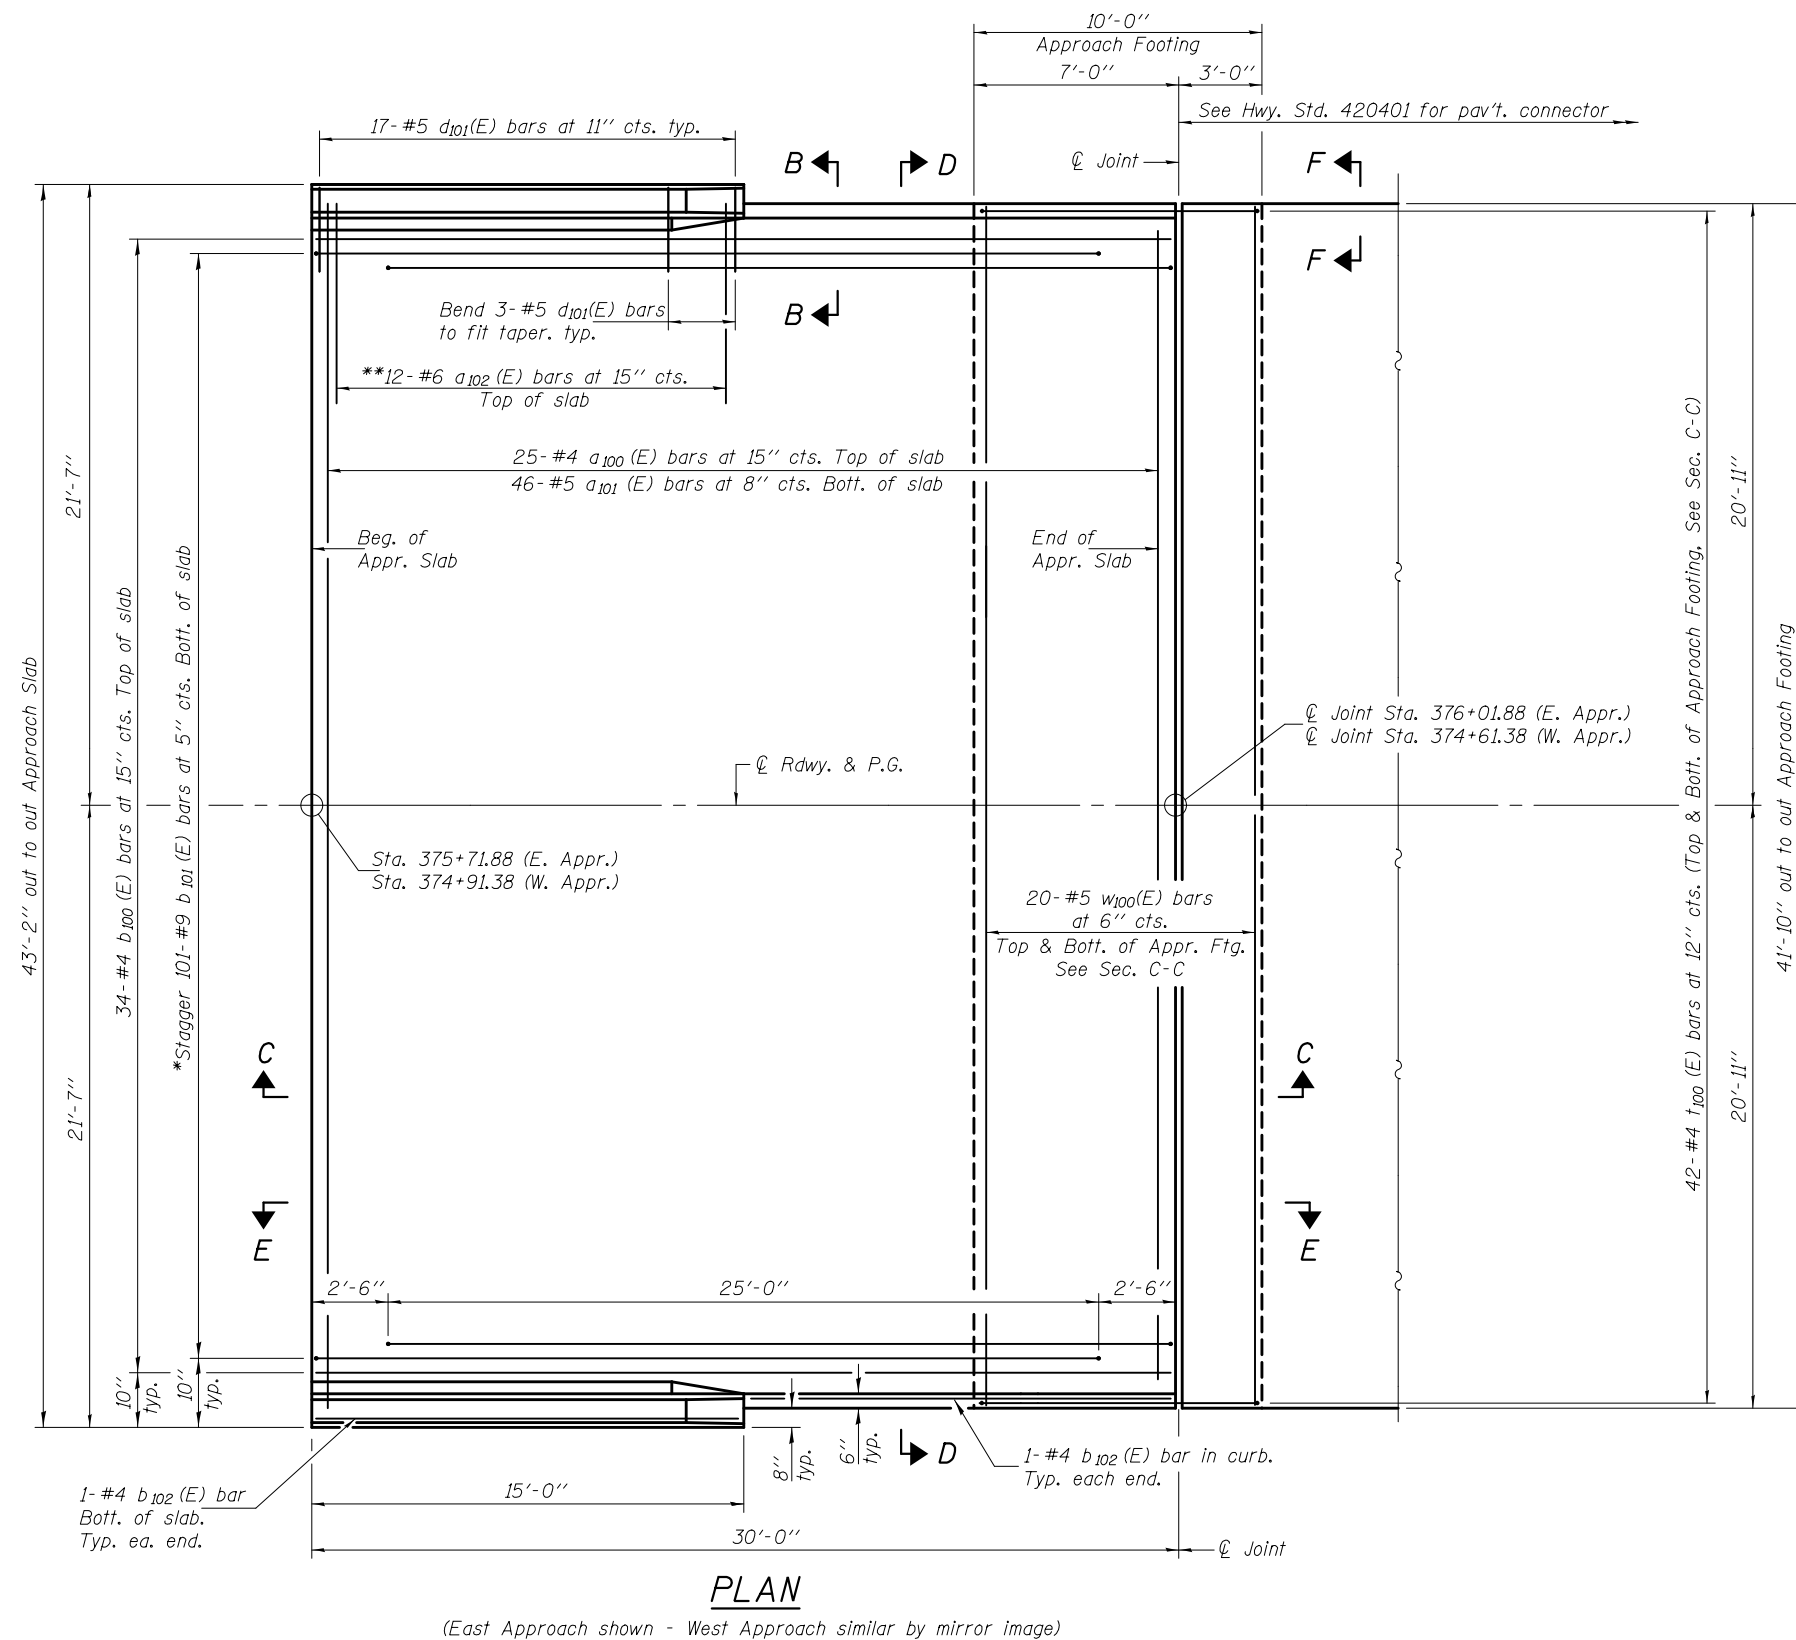 10'-0"
Approach Footing
7'-0"
3'-0"
See Hwy. Std. 420401 for pav't. connector
17-#5 d101(E) bars at 11" cts. typ.
B
D
℄ Joint
F
F
B
Bend 3-#5 d101(E) bars
to fit taper. typ.
**12-#6 a102 (E) bars at 15" cts.
Top of slab
25-#4 a100 (E) bars at 15" cts. Top of slab
46-#5 a101 (E) bars at 8" cts. Bott. of slab
Beg. of
Appr. Slab
End of
Appr. Slab
43'-2" out to out Approach Slab
21'-7"
21'-7"
34-#4 b100 (E) bars at 15" cts. Top of slab
*Stagger 101-#9 b101 (E) bars at 5" cts. Bott. of slab
℄ Rdwy. & P.G.
℄ Joint Sta. 376+01.88 (E. Appr.)
℄ Joint Sta. 374+61.38 (W. Appr.)
Sta. 375+71.88 (E. Appr.)
Sta. 374+91.38 (W. Appr.)
20-#5 w100(E) bars
at 6" cts.
Top & Bott. of Appr. Ftg.
See Sec. C-C
42-#4 t100 (E) bars at 12" cts. (Top & Bott. of Approach Footing, See Sec. C-C)
20'-11"
20'-11"
41'-10" out to out Approach Footing
C
C
E
E
2'-6"
25'-0"
2'-6"
10"
typ.
10"
typ.
8"
typ.
6"
typ.
D
1-#4 b102 (E) bar in curb.
Typ. each end.
1-#4 b102 (E) bar
Bott. of slab.
Typ. ea. end.
15'-0"
30'-0"
℄ Joint
PLAN
(East Approach shown - West Approach similar by mirror image)